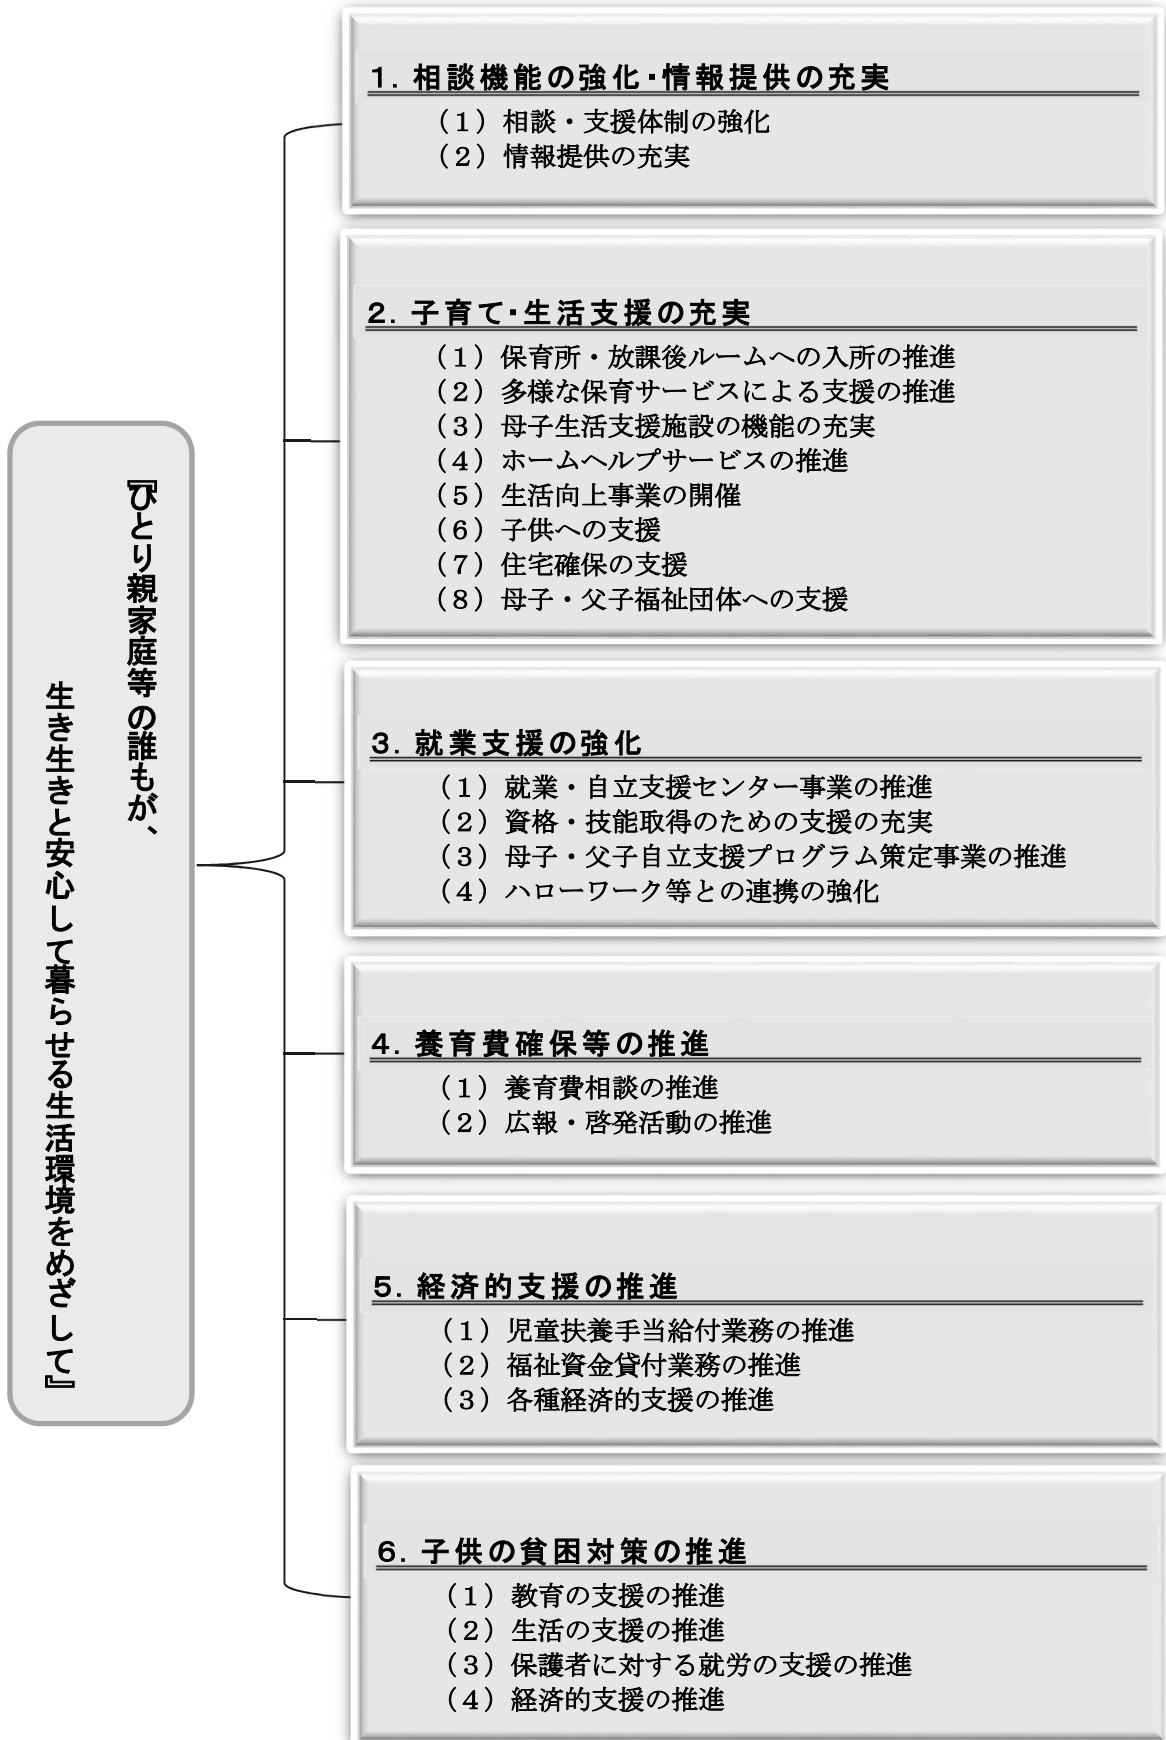 『ひとり親家庭等の誰もが、
生き生きと安心して暮らせる生活環境をめざして』
1. 相談機能の強化・情報提供の充実
（１）相談・支援体制の強化
（２）情報提供の充実
2. 子育て・生活支援の充実
（１）保育所・放課後ルームへの入所の推進
（２）多様な保育サービスによる支援の推進
（３）母子生活支援施設の機能の充実
（４）ホームヘルプサービスの推進
（５）生活向上事業の開催
（６）子供への支援
（７）住宅確保の支援
（８）母子・父子福祉団体への支援
3. 就業支援の強化
（１）就業・自立支援センター事業の推進
（２）資格・技能取得のための支援の充実
（３）母子・父子自立支援プログラム策定事業の推進
（４）ハローワーク等との連携の強化
4. 養育費確保等の推進
（１）養育費相談の推進
（２）広報・啓発活動の推進
5. 経済的支援の推進
（１）児童扶養手当給付業務の推進
（２）福祉資金貸付業務の推進
（３）各種経済的支援の推進
6. 子供の貧困対策の推進
（１）教育の支援の推進
（２）生活の支援の推進
（３）保護者に対する就労の支援の推進
（４）経済的支援の推進